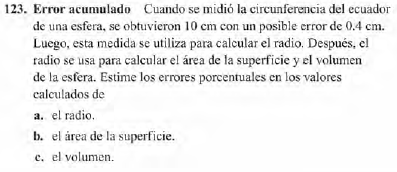 123. Error acumulado Cuando se midió la circunferencia del ecuador
de una esfera, se obtuvieron 10 cm con un posible error de 0.4 cm.
Luego, esta medida se utiliza para calcular el radio. Después, el
radio se usa para calcular el área de la superficie y el volumen
de la esfera. Estime los errores porcentuales en los valores
calculados de
a. el radio.
b. el área de la superficie.
c. el volumen.